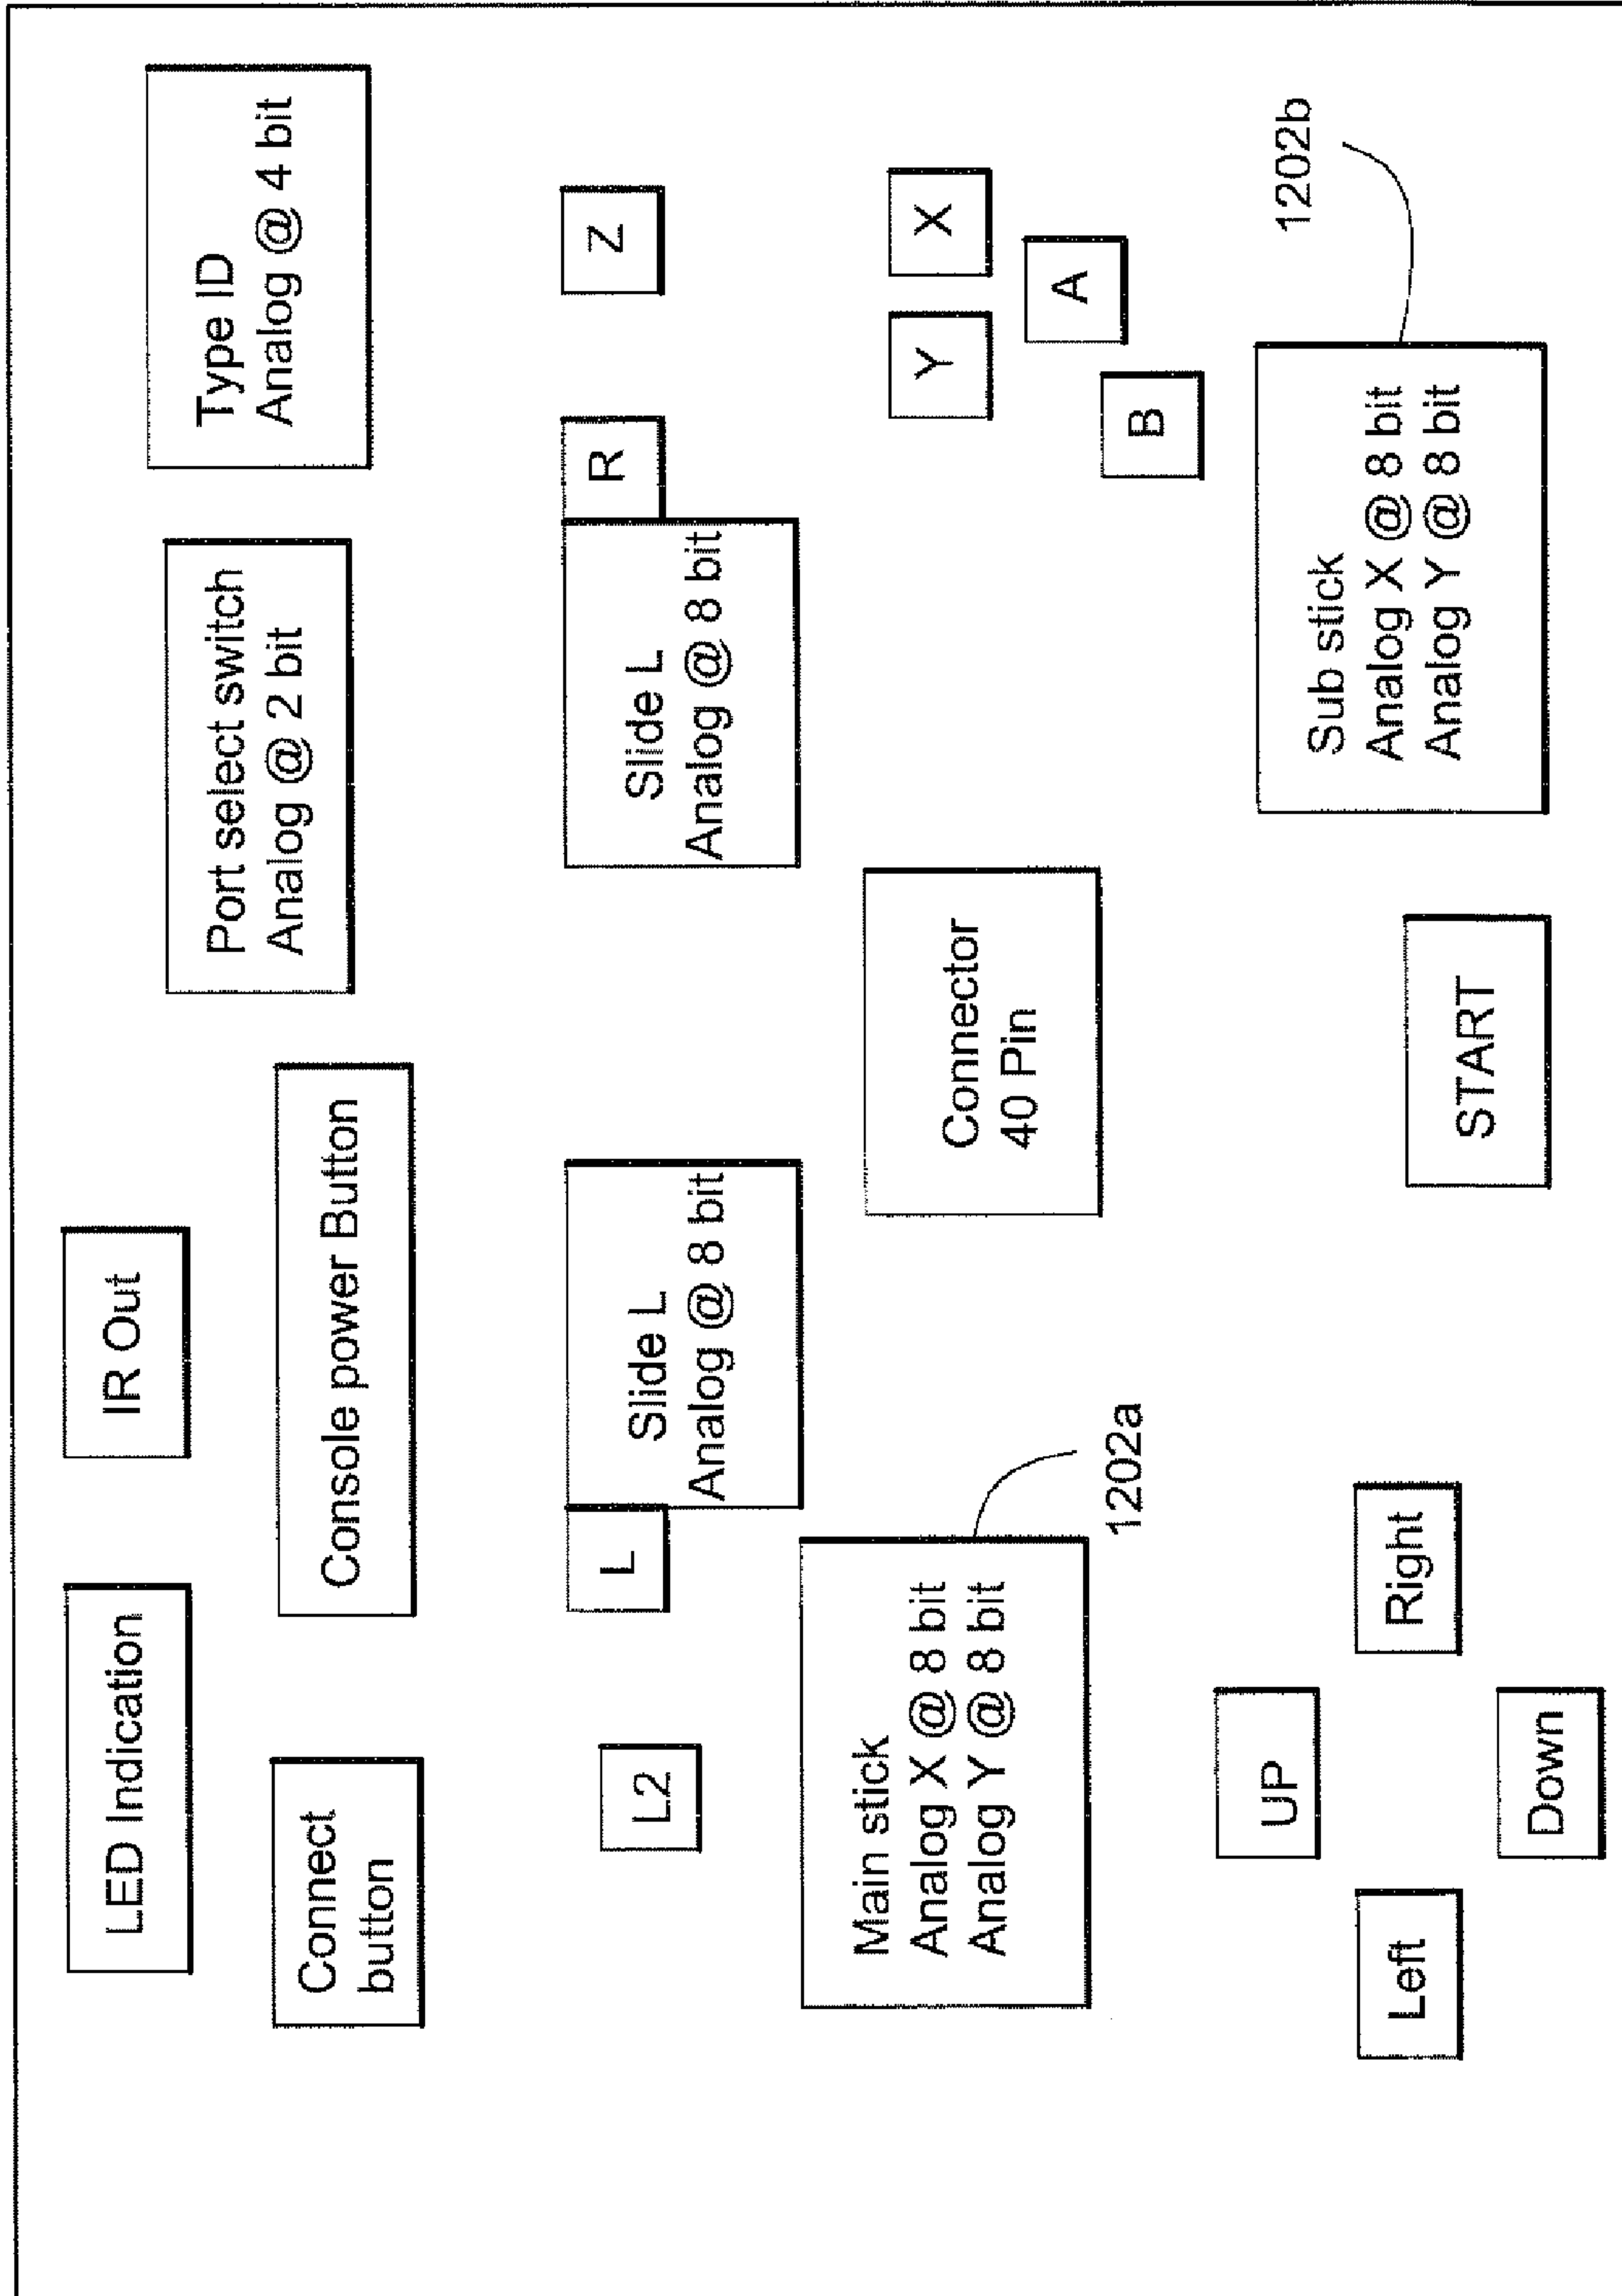 LED Indication
IR Out
Type ID
Analog @ 4 bit
Port select switch
Analog @ 2 bit
Connect
button
Console power Button
L2
L
Slide L
Analog @ 8 bit
Slide L
Analog @ 8 bit
R
Z
Main stick
Analog X @ 8 bit
Analog Y @ 8 bit
1202a
Connector
40 Pin
Y
X
A
B
UP
Left
Right
Down
START
Sub stick
Analog X @ 8 bit
Analog Y @ 8 bit
1202b